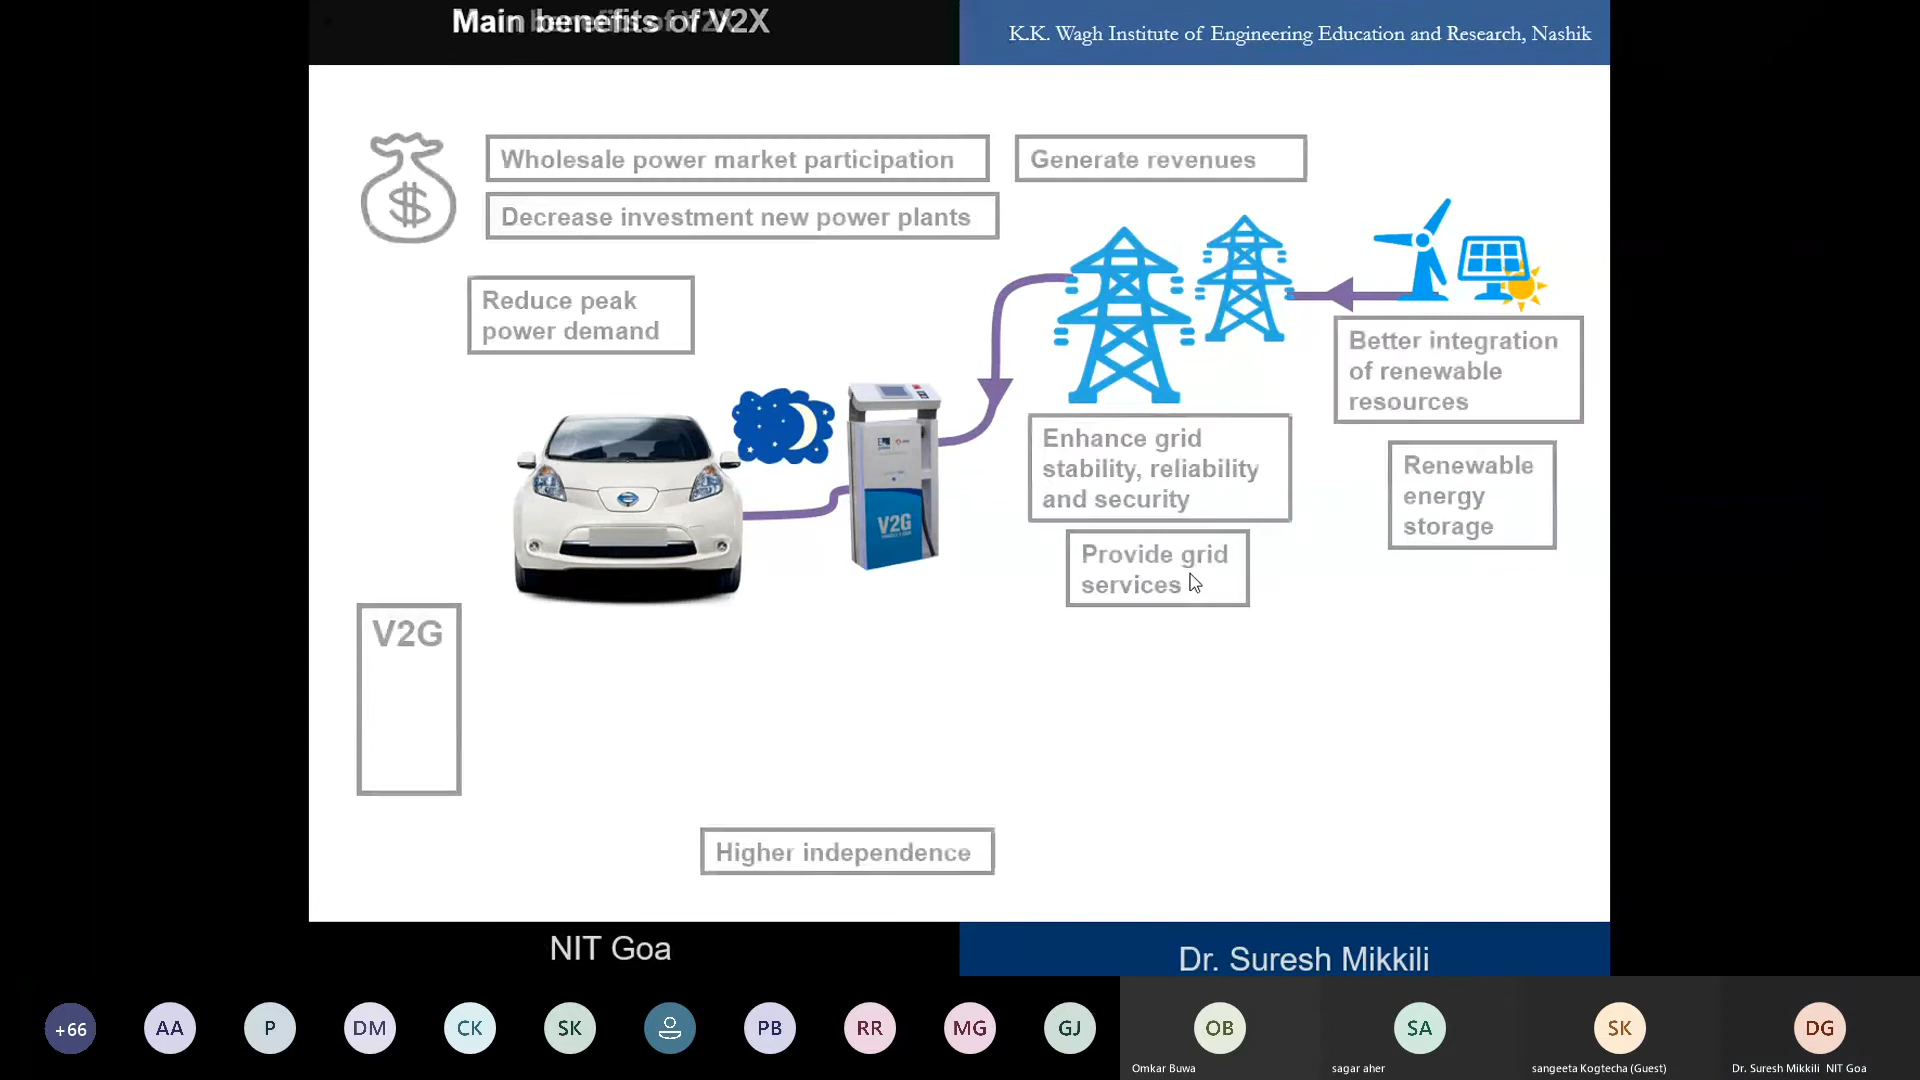 Main benefits of V2X
K.K. Wagh Institute of Engineering Education and Research, Nashik
Wholesale power market participation
Generate revenues
Decrease investment new power plants
$
Reduce peak
power demand
Better integration
of renewable
resources
Enhance grid
stability, reliability
and security
Renewable
energy
storage
V2G
Provide grid
services
V2G
Higher independence
NIT Goa
Dr. Suresh Mikkili
+66
AA
P
DM
CK
SK
PB
RR
MG
GJ
OB
SA
SK
DG
Omkar Buwa
sagar aher
sangeeta Kogtecha (Guest)
Dr. Suresh Mikkili NIT Goa